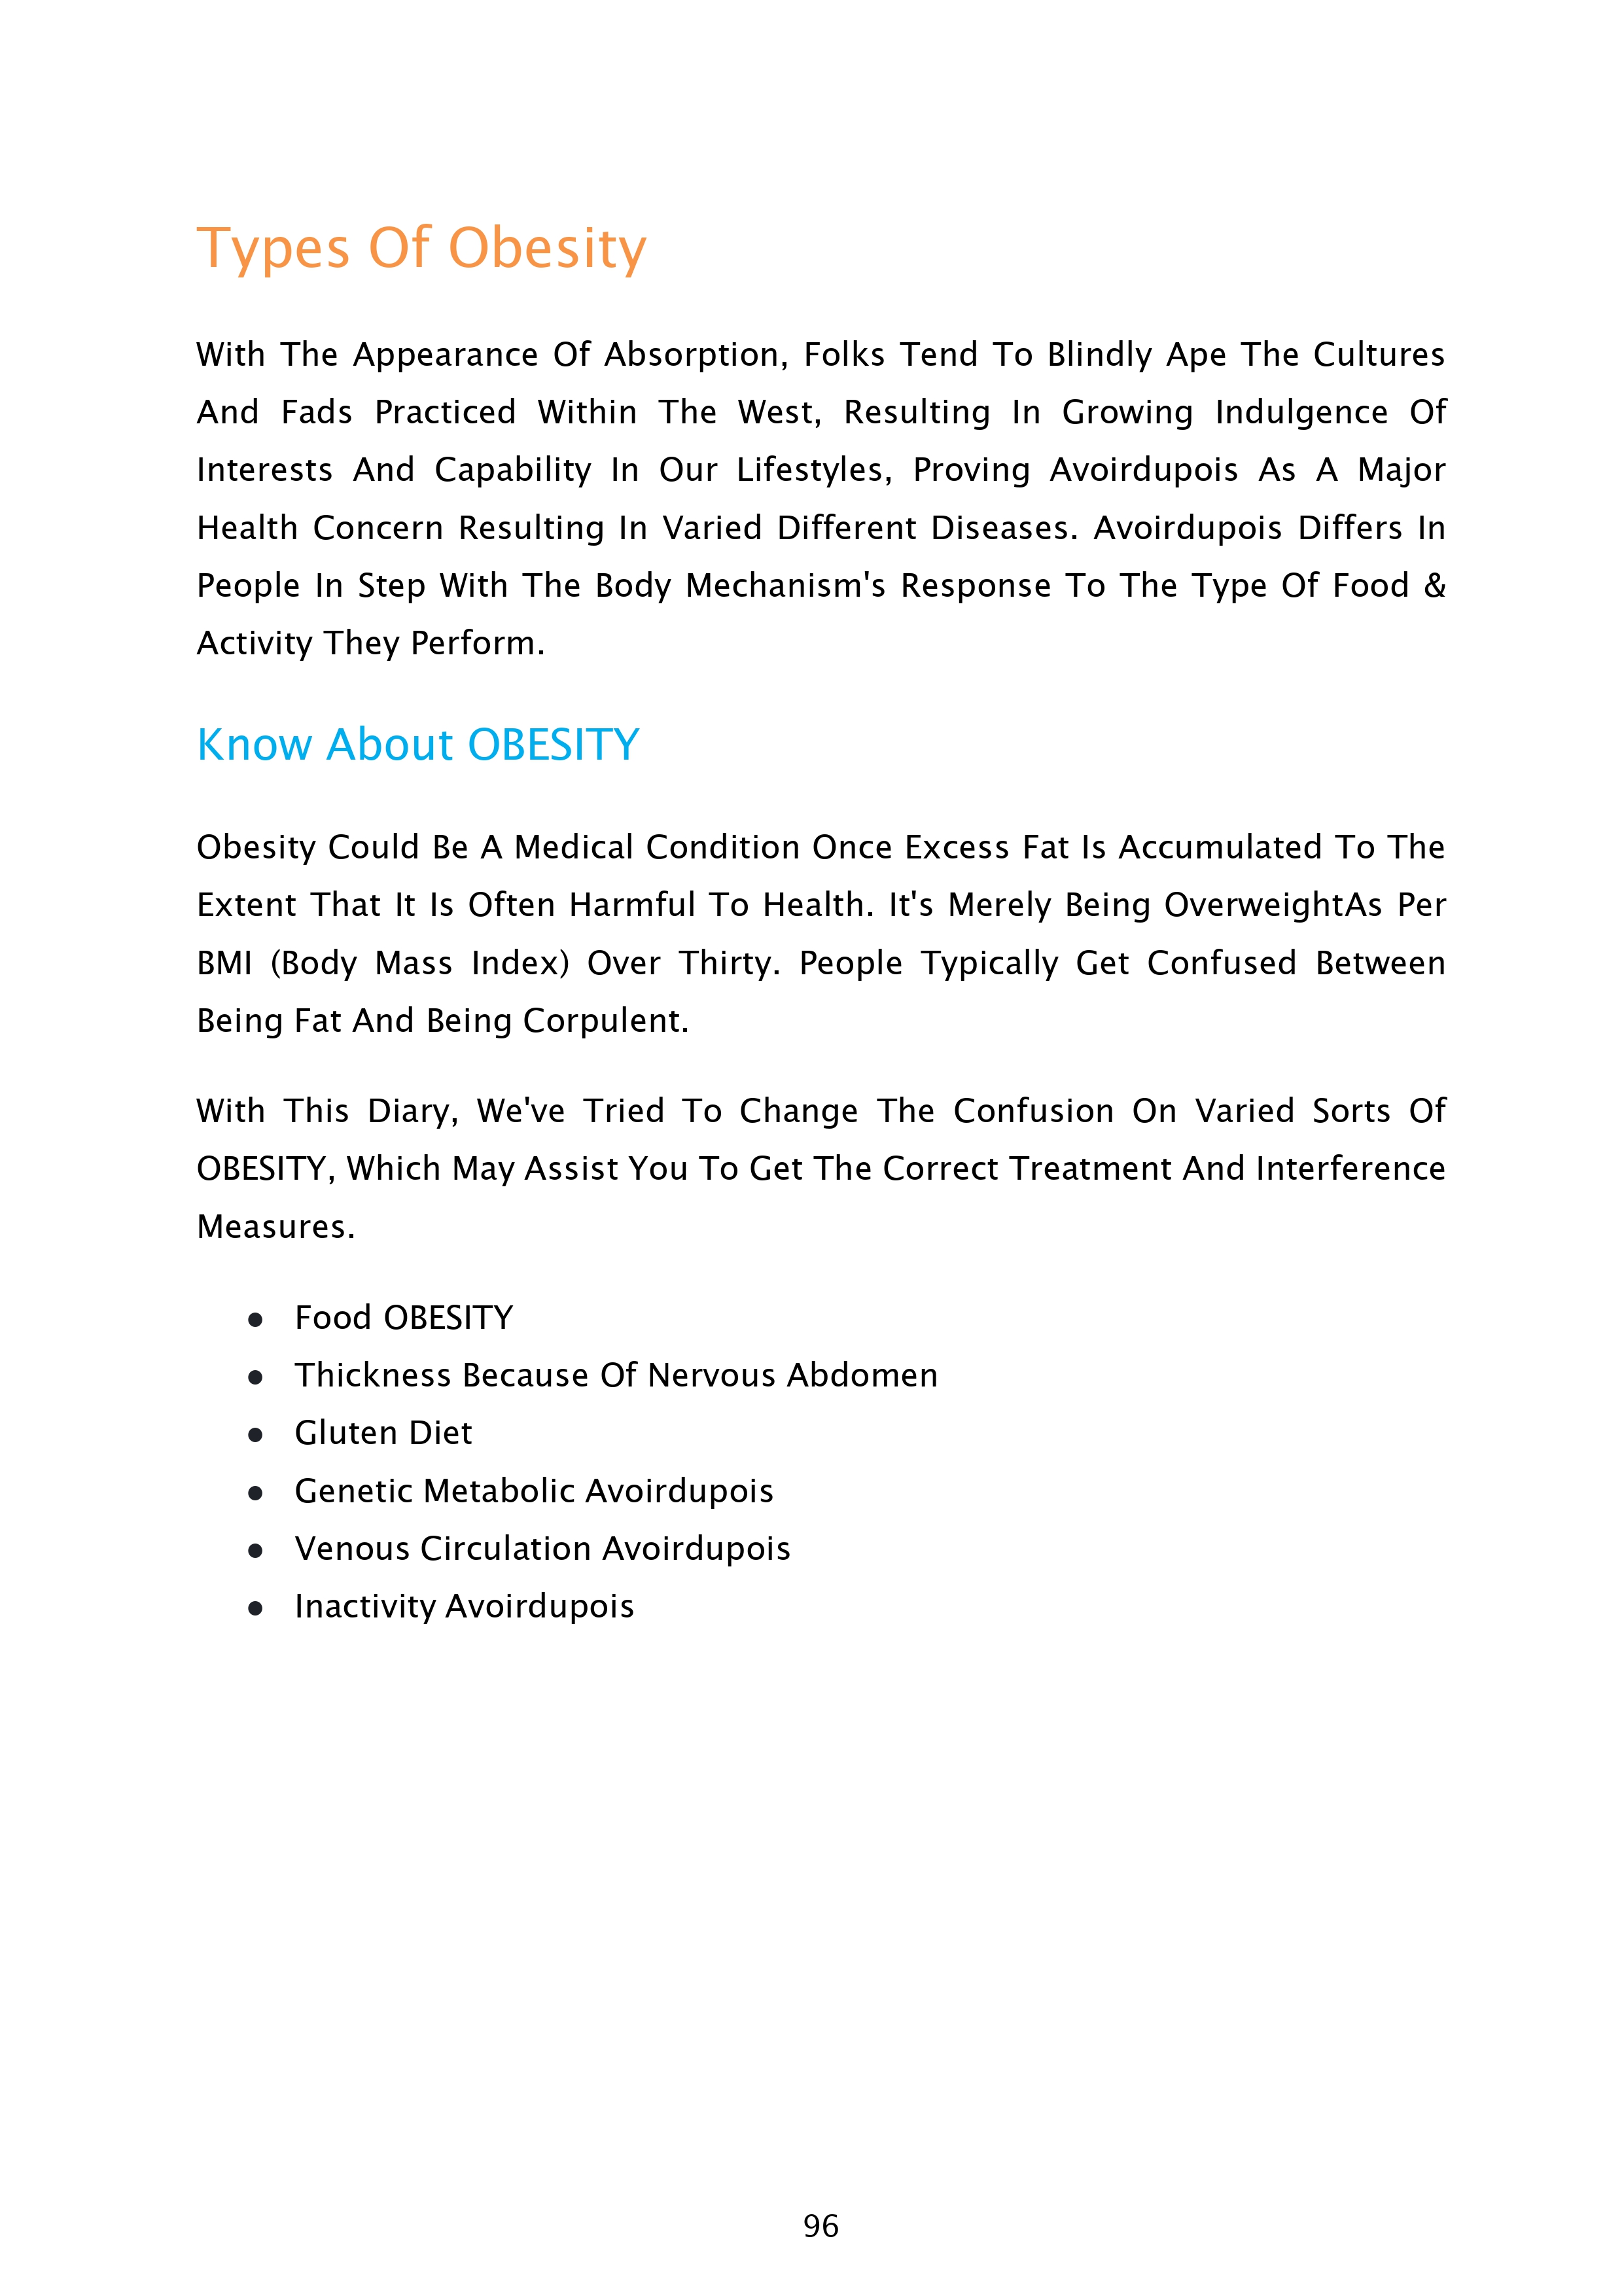 Types Of Obesity
With The Appearance Of Absorption, Folks Tend To Blindly Ape The Cultures
And Fads Practiced Within The West, Resulting In Growing Indulgence Of
Interests And Capability In Our Lifestyles, Proving Avoirdupois As A Major
Health Concern Resulting In Varied Different Diseases. Avoirdupois Differs In
People In Step With The Body Mechanism's Response To The Type Of Food &
Activity They Perform.
Know About OBESITY
Obesity Could Be A Medical Condition Once Excess Fat Is Accumulated To The
Extent That It Is Often Harmful To Health. It's Merely Being OverweightAs Per
BMI (Body Mass Index) Over Thirty. People Typically Get Confused Between
Being Fat And Being Corpulent.
With This Diary, We've Tried To Change The Confusion On Varied Sorts Of
OBESITY, Which May Assist You To Get The Correct Treatment And Interference
Measures.
● Food OBESITY
● Thickness Because Of Nervous Abdomen
● Gluten Diet
● Genetic Metabolic Avoirdupois
● Venous Circulation Avoirdupois
● Inactivity Avoirdupois
96